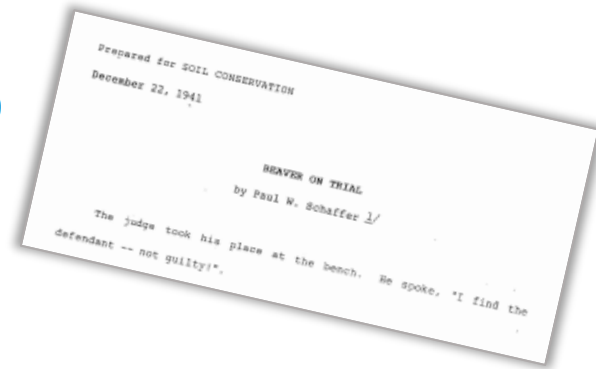 Prepared for SOIL CONSERVATION
December 22, 1941
BEAVER ON TRIAL
by Paul W. Schaffer 1/
The judge took his place at the bench. He spoke, "I find the
defendant -- not guilty!".